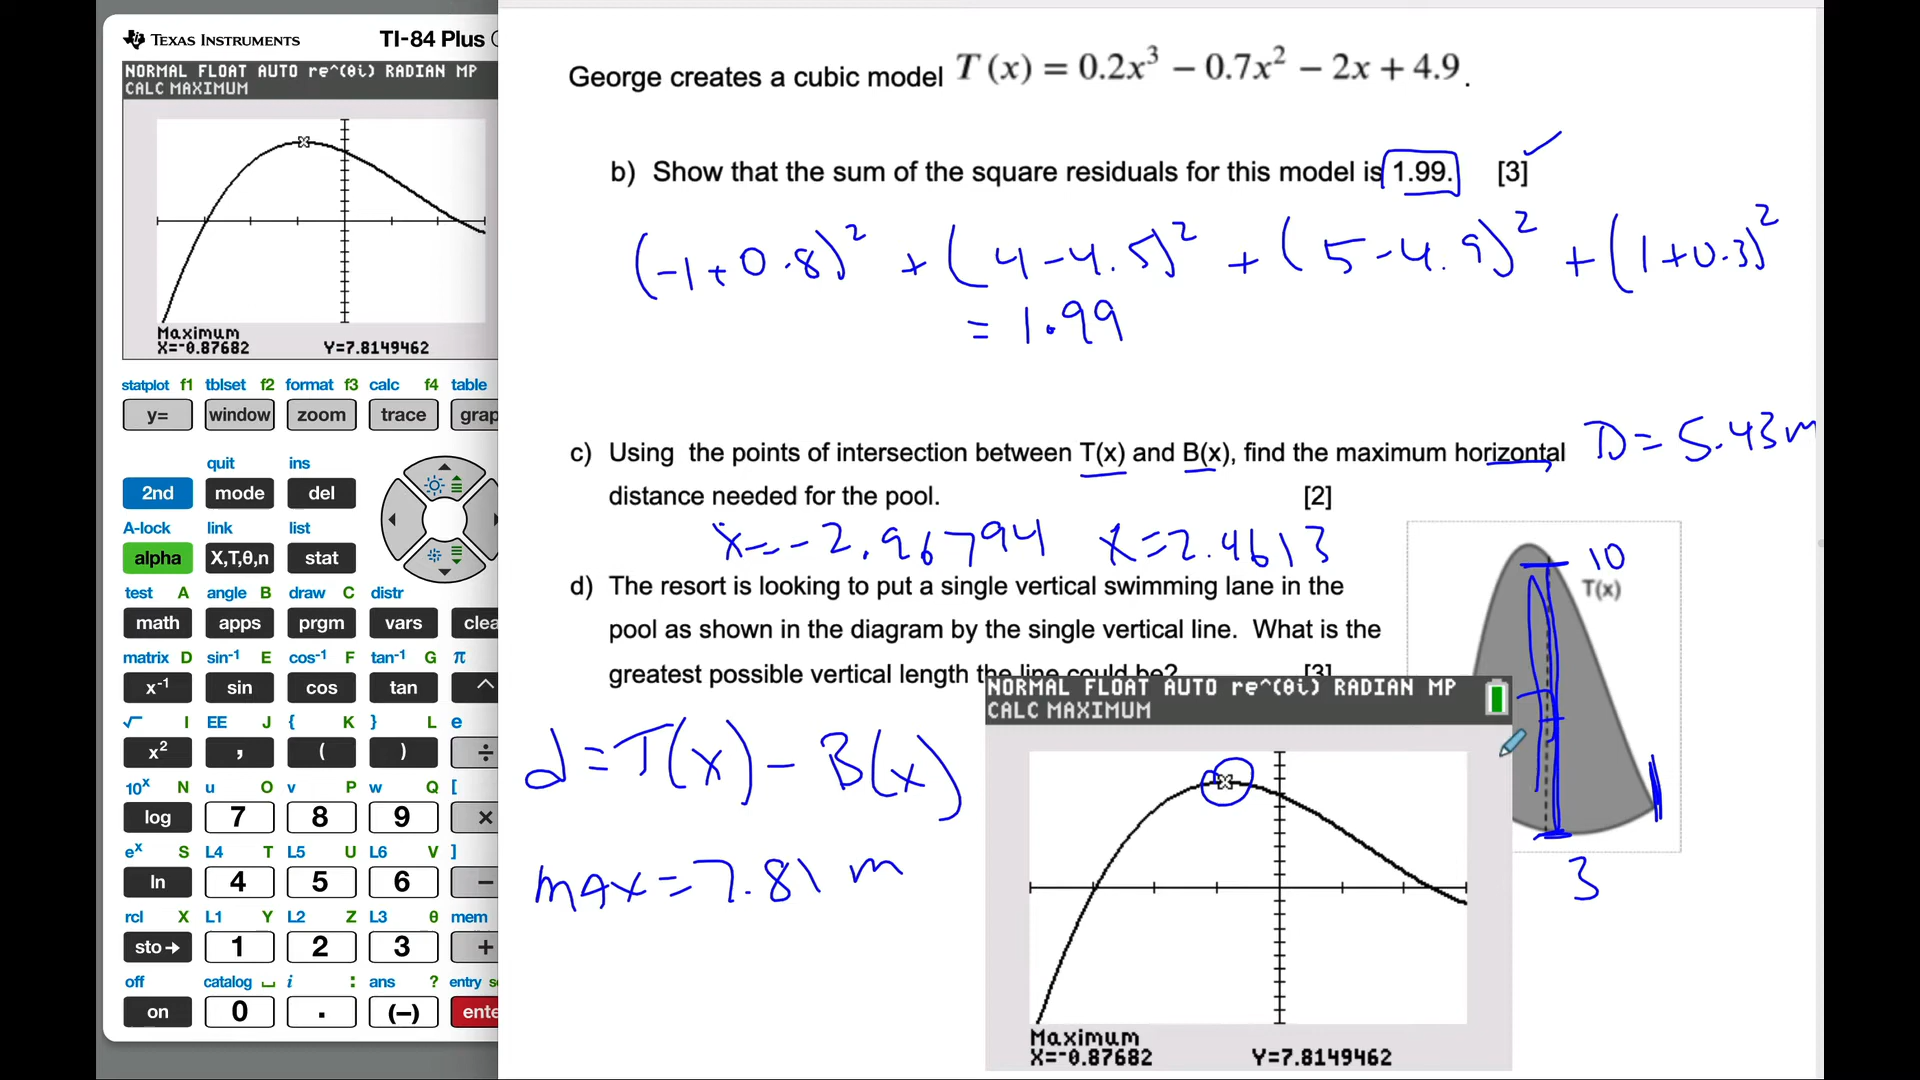 TEXAS INSTRUMENTS TI-84 Plus C
NORMAL FLOAT AUTO re^(θi) RADIAN MP
CALC MAXIMUM
Maximum
X=-0.87682 Y=7.8149462
statplot f1 tblset f2 format f3 calc f4 table
y= window zoom trace grap
quit ins
2nd mode del
A-lock link list
alpha X,T,θ,n stat
test A angle B draw C distr
math apps prgm vars clea
matrix D sin-1 E cos-1 F tan-1 G π
x-1 sin cos tan ^
√ I EE J { K } L e
x2 , ( ) ÷
10x N u O v P w Q [
log 7 8 9 ×
ex S L4 T L5 U L6 V ]
ln 4 5 6 −
rcl X L1 Y L2 Z L3 θ mem
sto→ 1 2 3 +
off catalog i : ans ? entry s
on 0 . (−) ente
George creates a cubic model T(x) = 0.2x³ − 0.7x² − 2x + 4.9.
b) Show that the sum of the square residuals for this model is 1.99. [3]
(-1+0.8)² + (4-4.5)² + (5-4.9)² + (1+0.3)²
= 1.99
c) Using the points of intersection between T(x) and B(x), find the maximum horizontal D= 5.43m
distance needed for the pool. [2]
x=-2.96794 x=2.4613
d) The resort is looking to put a single vertical swimming lane in the
pool as shown in the diagram by the single vertical line. What is the
greatest possible vertical length the line could be? [3]
10
T(x)
3
d=T(x)-B(x)
max=7.81 m
NORMAL FLOAT AUTO re^(θi) RADIAN MP
CALC MAXIMUM
Maximum
X=-0.87682 Y=7.8149462